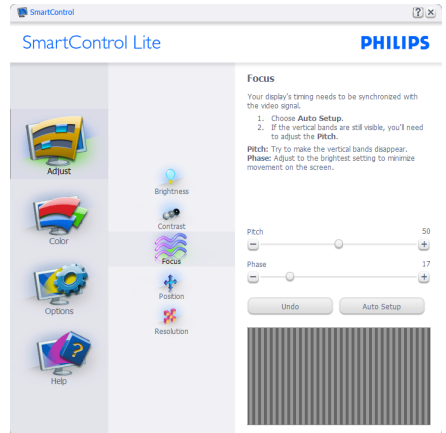 SmartControl
SmartControl Lite
PHILIPS
Adjust
Color
Options
Help
Brightness
Contrast
Focus
Position
Resolution
Focus
Your display's timing needs to be synchronized with
the video signal.
1. Choose Auto Setup.
2. If the vertical bands are still visible, you'll need
to adjust the Pitch.
Pitch: Try to make the vertical bands disappear.
Phase: Adjust to the brightest setting to minimize
movement on the screen.
Pitch 50
Phase 17
Undo Auto Setup